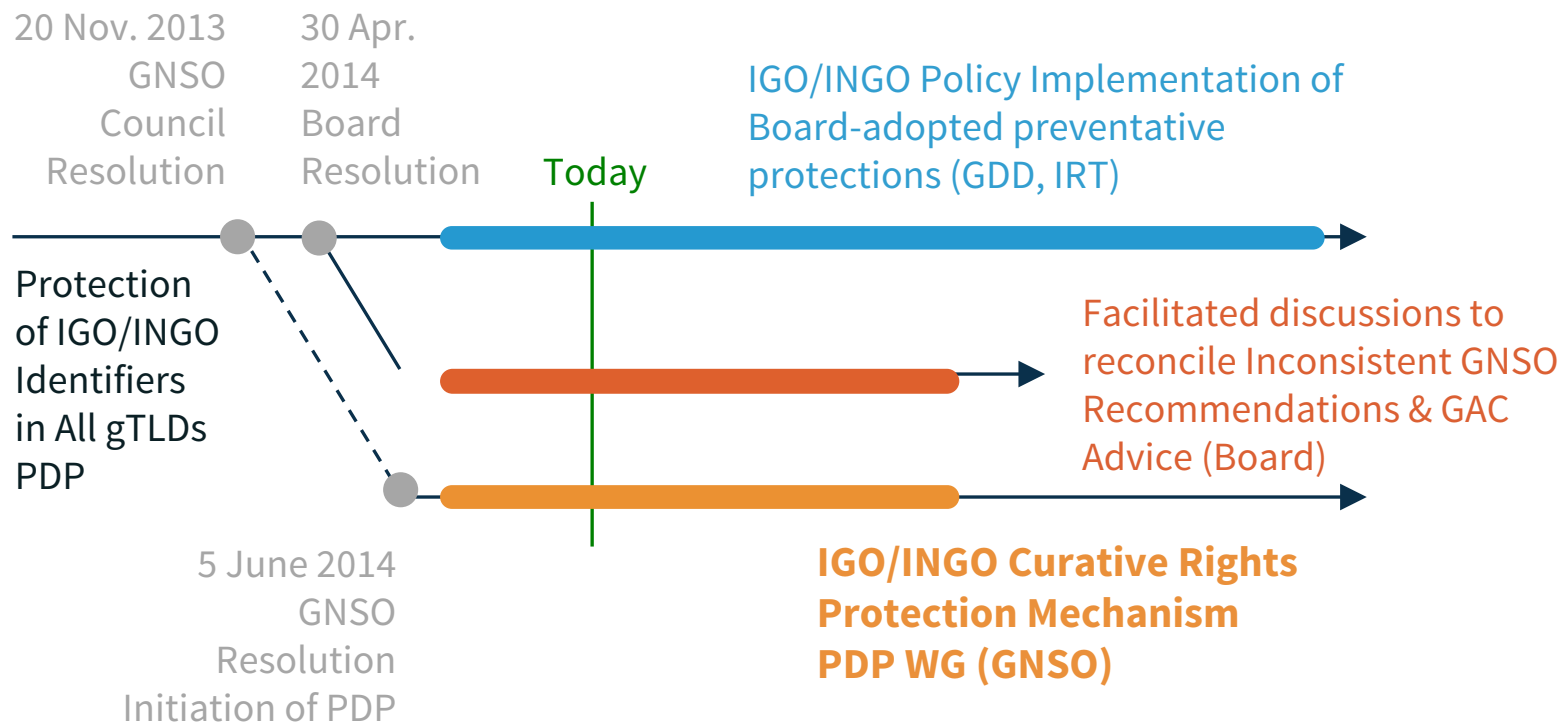 20 Nov. 2013
GNSO
Council
Resolution
30 Apr.
2014
Board
Resolution
Today
IGO/INGO Policy Implementation of
Board-adopted preventative
protections (GDD, IRT)
Protection
of IGO/INGO
Identifiers
in All gTLDs
PDP
Facilitated discussions to
reconcile Inconsistent GNSO
Recommendations & GAC
Advice (Board)
5 June 2014
GNSO
Resolution
Initiation of PDP
IGO/INGO Curative Rights
Protection Mechanism
PDP WG (GNSO)